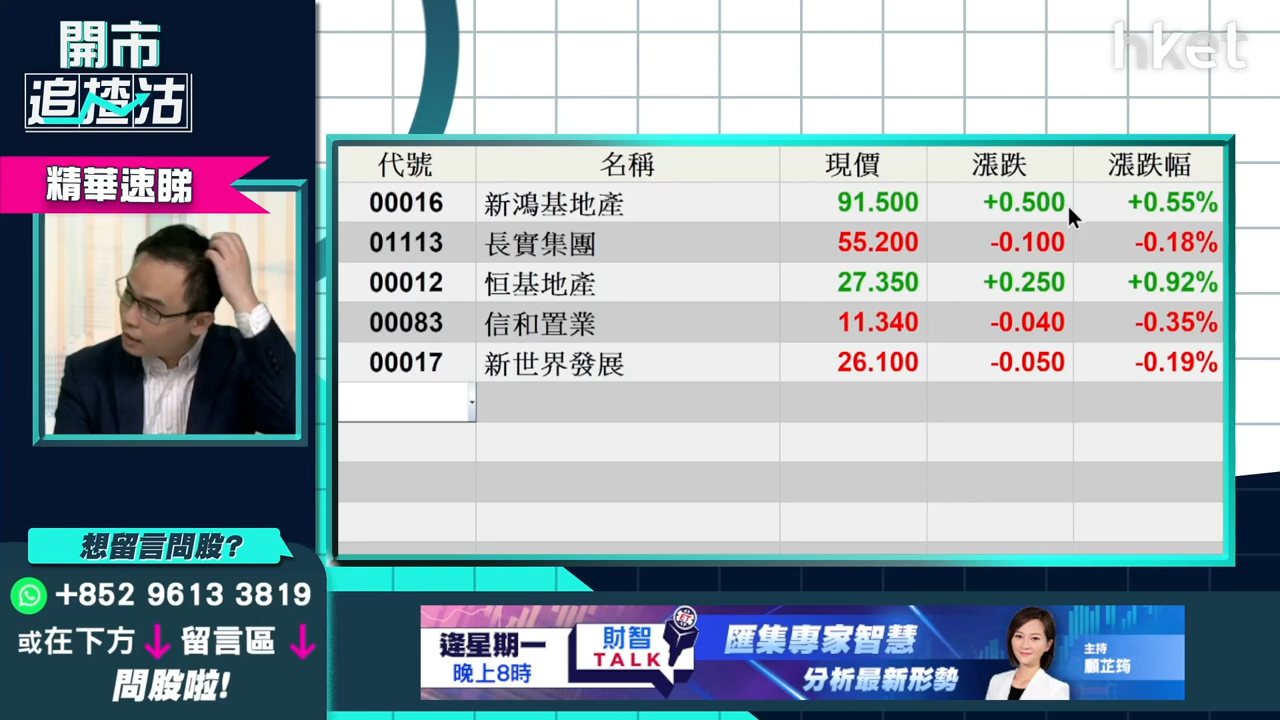 開市
追揸沽
精華速睇
hket
代號 名稱 現價 漲跌 漲跌幅
00016 新鴻基地產 91.500 +0.500 +0.55%
01113 長實集團 55.200 -0.100 -0.18%
00012 恒基地產 27.350 +0.250 +0.92%
00083 信和置業 11.340 -0.040 -0.35%
00017 新世界發展 26.100 -0.050 -0.19%
想留言問股?
+852 9613 3819
或在下方 留言區
問股啦!
逢星期一
晚上8時
財智
TALK
匯集專家智慧
分析最新形勢
主持
顧芷筠